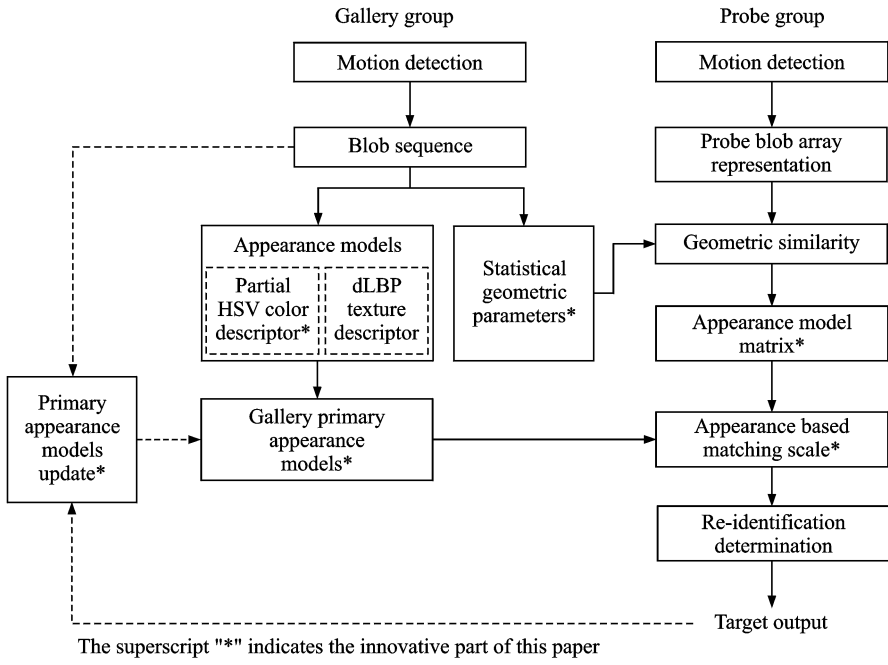 Gallery group
Probe group
Motion detection
Motion detection
Blob sequence
Probe blob array
representation
Appearance models
Partial
HSV color
descriptor*
dLBP
texture
descriptor
Statistical
geometric
parameters*
Geometric similarity
Appearance model
matrix*
Primary
appearance
models
update*
Gallery primary
appearance
models*
Appearance based
matching scale*
Re-identification
determination
Target output
The superscript "*" indicates the innovative part of this paper